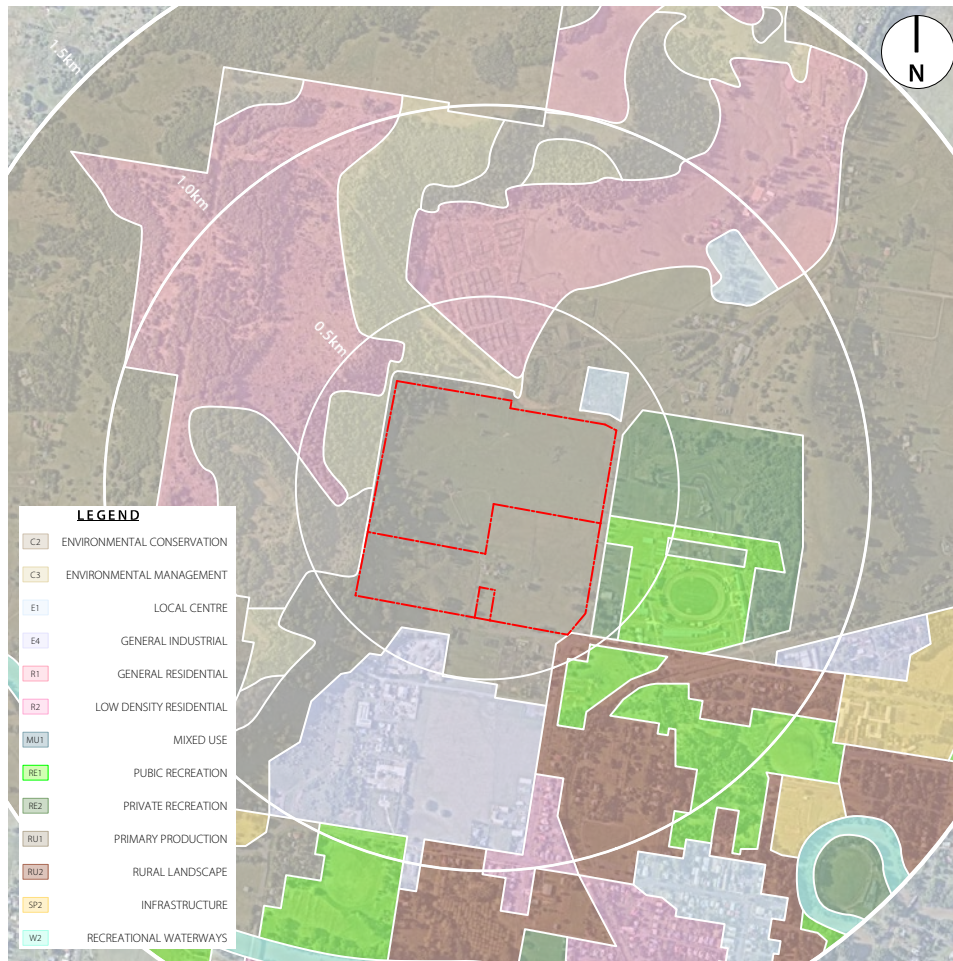 1.5km
N
1.0km
0.5km
LEGEND
C2 ENVIRONMENTAL CONSERVATION
C3 ENVIRONMENTAL MANAGEMENT
E1 LOCAL CENTRE
E4 GENERAL INDUSTRIAL
R1 GENERAL RESIDENTIAL
R2 LOW DENSITY RESIDENTIAL
MU1 MIXED USE
RE1 PUBIC RECREATION
RE2 PRIVATE RECREATION
RU1 PRIMARY PRODUCTION
RU2 RURAL LANDSCAPE
SP2 INFRASTRUCTURE
W2 RECREATIONAL WATERWAYS